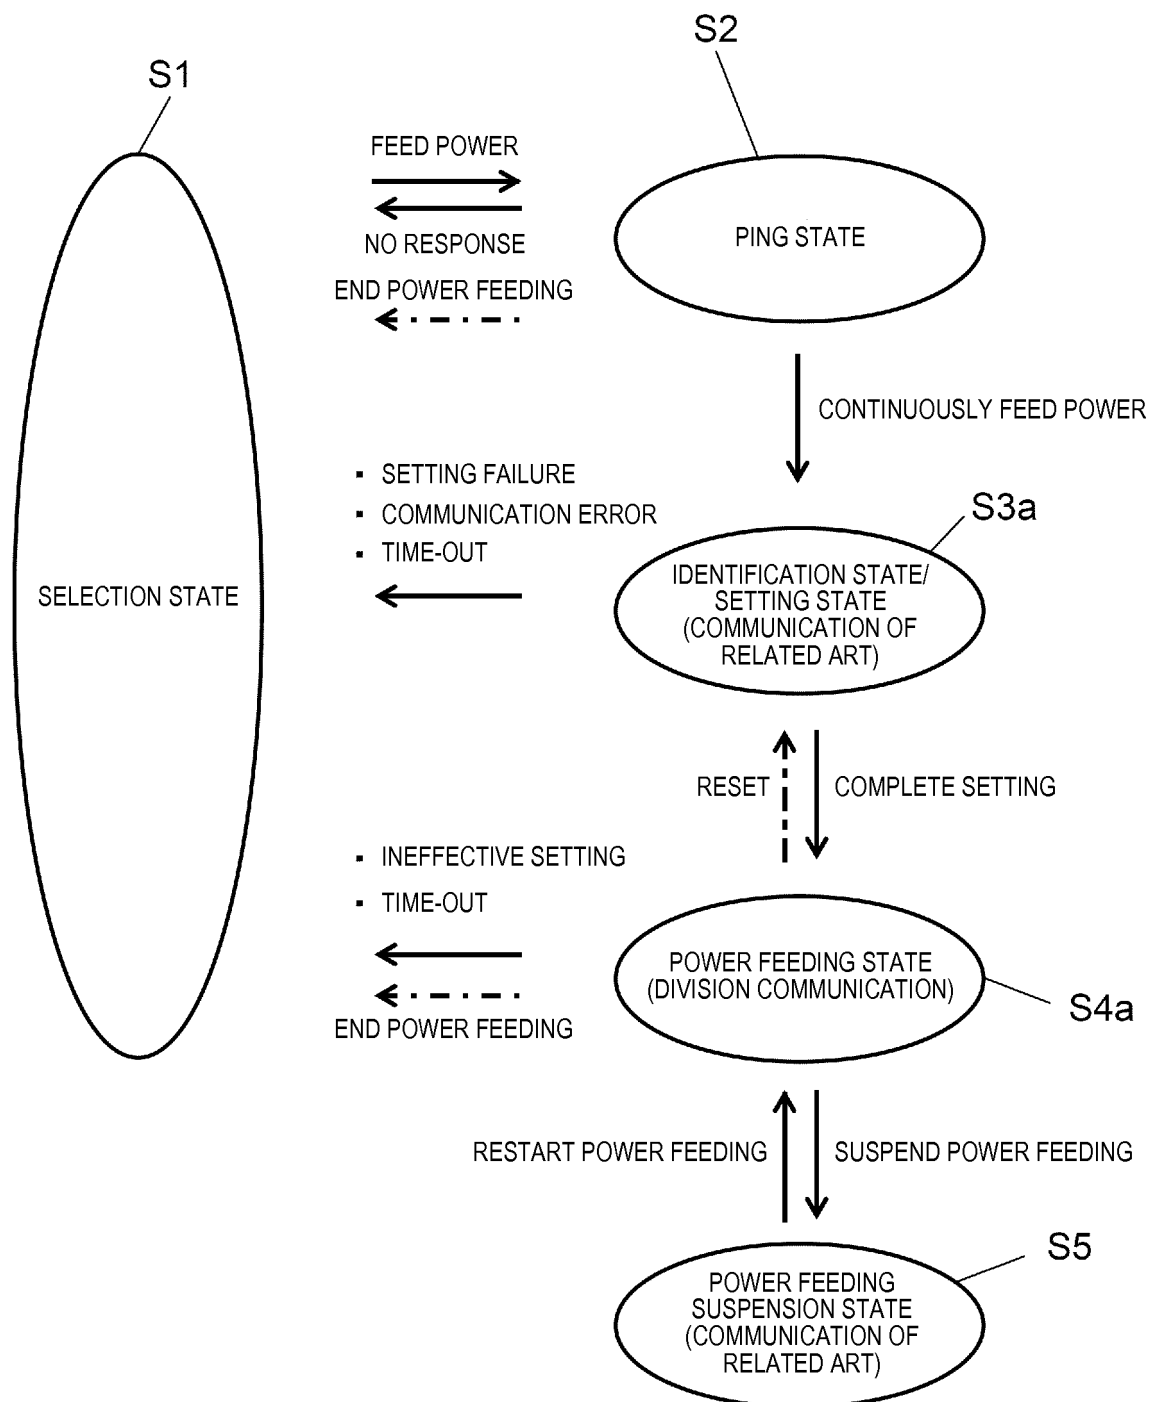 S2
S1
FEED POWER
NO RESPONSE
PING STATE
END POWER FEEDING
CONTINUOUSLY FEED POWER
▪ SETTING FAILURE
▪ COMMUNICATION ERROR
▪ TIME-OUT
S3a
SELECTION STATE
IDENTIFICATION STATE/
SETTING STATE
(COMMUNICATION OF
RELATED ART)
RESET
COMPLETE SETTING
▪ INEFFECTIVE SETTING
▪ TIME-OUT
POWER FEEDING STATE
(DIVISION COMMUNICATION)
S4a
END POWER FEEDING
RESTART POWER FEEDING
SUSPEND POWER FEEDING
S5
POWER FEEDING
SUSPENSION STATE
(COMMUNICATION OF
RELATED ART)